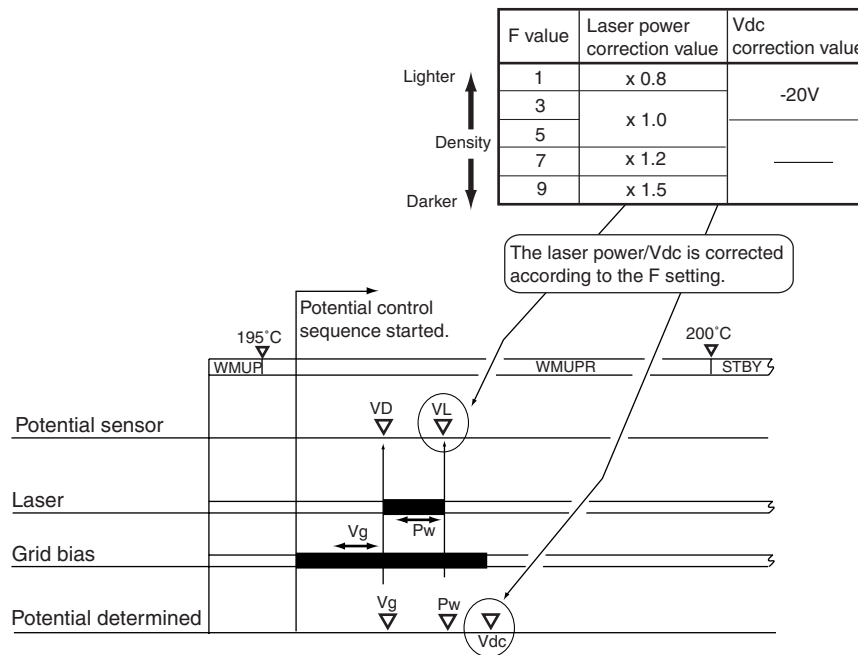 F value
Laser power
correction value
Vdc
correction value
Lighter
Density
Darker
1
x 0.8
-20V
3
x 1.0
5
7
x 1.2
9
x 1.5
The laser power/Vdc is corrected
according to the F setting.
Potential control
sequence started.
195˚C
200˚C
WMUP
WMUPR
STBY
VD
VL
Potential sensor
Laser
Pw
Vg
Grid bias
Vg
Pw
Potential determined
Vdc